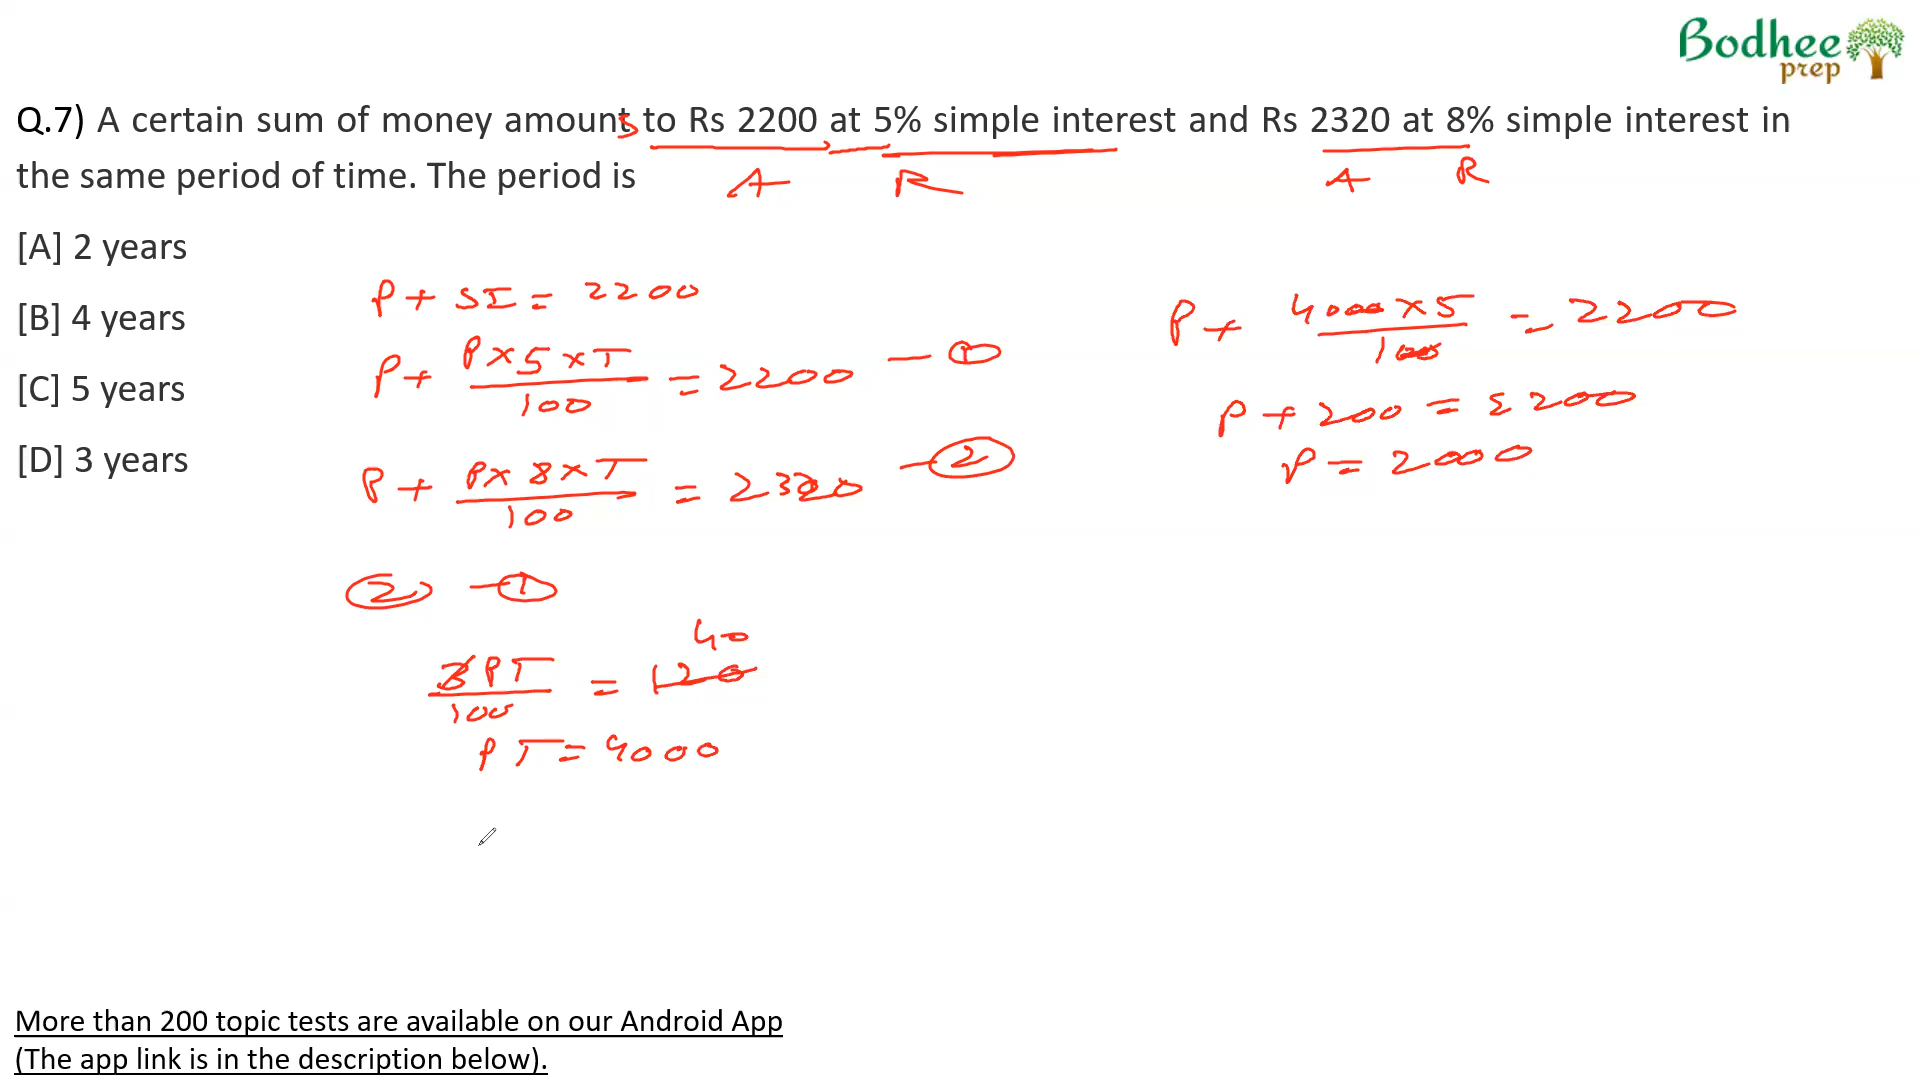 Bodhee
prep
Q.7) A certain sum of money amounts to Rs 2200 at 5% simple interest and Rs 2320 at 8% simple interest in
the same period of time. The period is
A R A R
[A] 2 years
[B] 4 years
[C] 5 years
[D] 3 years
P + SI = 2200
P + P × 5 × T / 100 = 2200 — ①
P + P × 8 × T / 100 = 2320 — ②
② — ①
3PT / 100 = 120 40
PT = 4000
P + 4000 × 5 / 100 = 2200
P + 200 = 2200
P = 2000
More than 200 topic tests are available on our Android App
(The app link is in the description below).